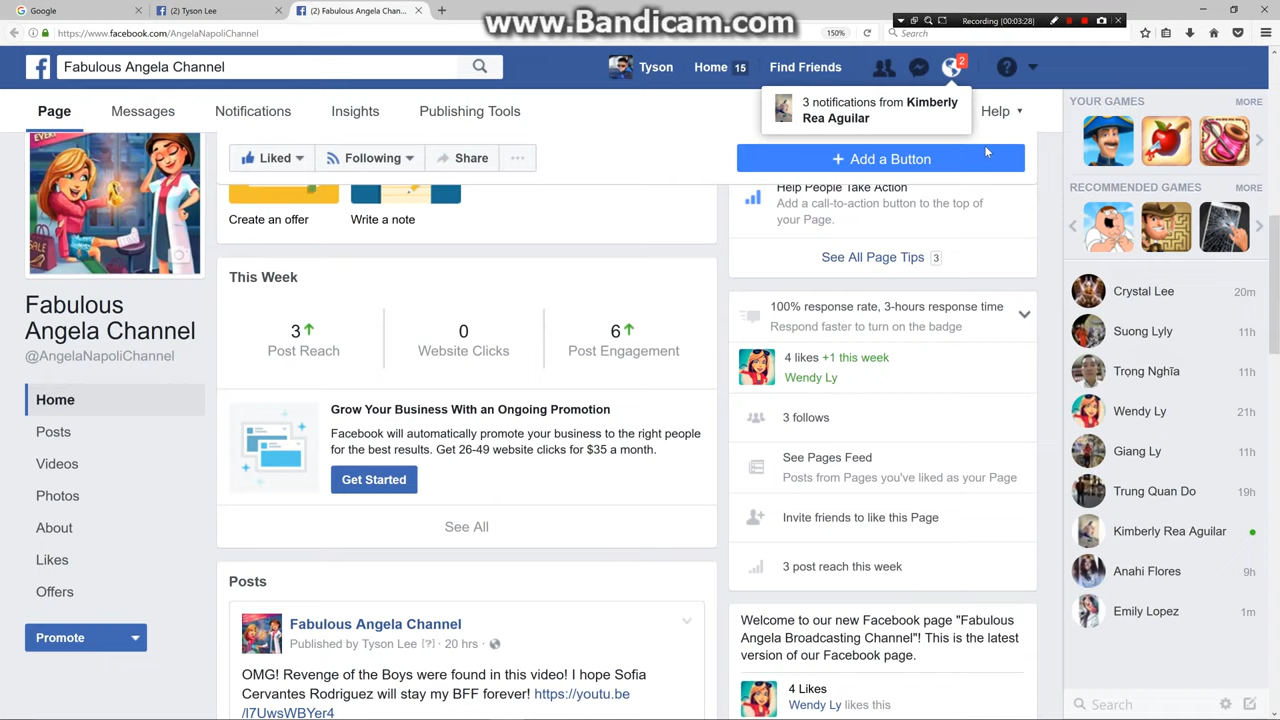 Google
(2) Tyson Lee
(2) Fabulous Angela Chann...
www.Bandicam.com
Recording [00:03:28]
https://www.facebook.com/AngelaNapoliChannel
150%
Search
Fabulous Angela Channel
Tyson
Home 15
Find Friends
2
Page
Messages
Notifications
Insights
Publishing Tools
Help
3 notifications from Kimberly
Rea Aguilar
Liked
Following
Share
+ Add a Button
EVERY
SALE
Create an offer
Write a note
Help People Take Action
Add a call-to-action button to the top
of your Page.
See All Page Tips 3
Fabulous
Angela Channel
@AngelaNapoliChannel
Home
Posts
Videos
Photos
About
Likes
Offers
Promote
This Week
3
Post Reach
0
Website Clicks
6
Post Engagement
Grow Your Business With an Ongoing Promotion
Facebook will automatically promote your business to the right people
for the best results. Get 26-49 website clicks for $35 a month.
Get Started
See All
Posts
Fabulous Angela Channel
Published by Tyson Lee [?] · 20 hrs ·
OMG! Revenge of the Boys were found in this video! I hope Sofia
Cervantes Rodriguez will stay my BFF forever! https://youtu.be
/l7UwsWBYer4
100% response rate, 3-hours response time
Respond faster to turn on the badge
4 likes +1 this week
Wendy Ly
3 follows
See Pages Feed
Posts from Pages you've liked as your Page
Invite friends to like this Page
3 post reach this week
Welcome to our new Facebook page "Fabulous
Angela Broadcasting Channel"! This is the latest
version of our Facebook page.
4 Likes
Wendy Ly likes this
YOUR GAMES
MORE
RECOMMENDED GAMES
MORE
Crystal Lee 20m
Suong Lyly 11h
Trọng Nghĩa 11h
Wendy Ly 21h
Giang Ly 11h
Trung Quan Do 19h
Kimberly Rea Aguilar
Anahi Flores 9h
Emily Lopez 1m
Search